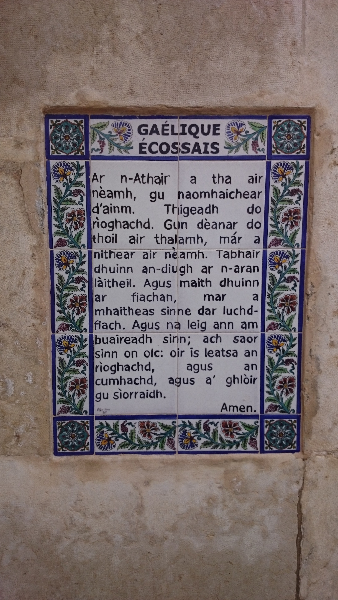 GAÉLIQUE
ÉCOSSAIS
Ar n-Athair a tha air
nèamh, gu naomhaichear
d'ainm. Thigeadh do
rìoghachd. Gun dèanar do
thoil air thalamh, mar a
nithear air nèamh. Tabhair
dhuinn an-diugh ar n-aran
làitheil. Agus maith dhuinn
ar fiachan, mar a
mhaitheas sinne dar luchd-
fiach. Agus na leig ann am
buaireadh sinn; ach saor
sinn on olc: oir is leatsa an
rìoghachd, agus an
cumhachd, agus a' ghlòir
gu sìorraidh.
Amen.